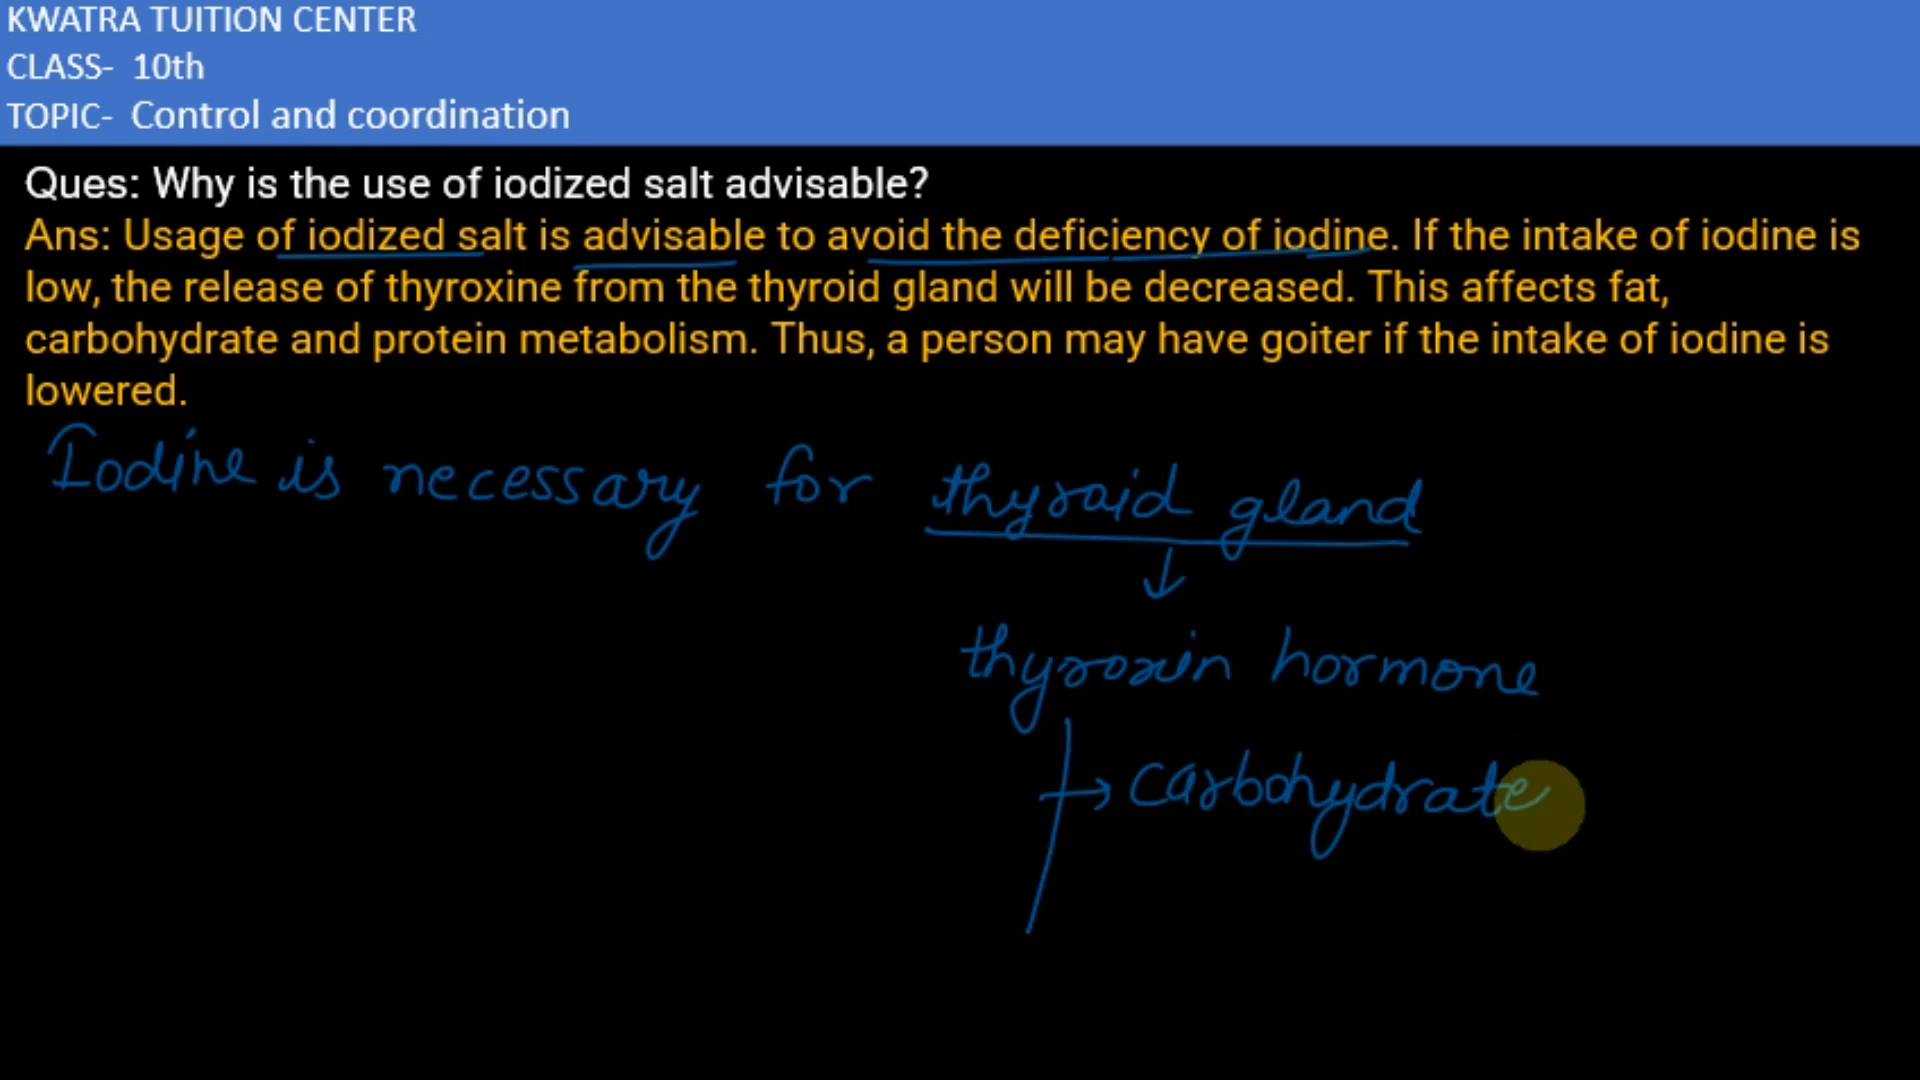 KWATRA TUITION CENTER
CLASS- 10th
TOPIC- Control and coordination
Ques: Why is the use of iodized salt advisable?
Ans: Usage of iodized salt is advisable to avoid the deficiency of iodine. If the intake of iodine is
low, the release of thyroxine from the thyroid gland will be decreased. This affects fat,
carbohydrate and protein metabolism. Thus, a person may have goiter if the intake of iodine is
lowered.
Iodine is necessary for thyraid gland
thyroxin hormone
Carbohydrate